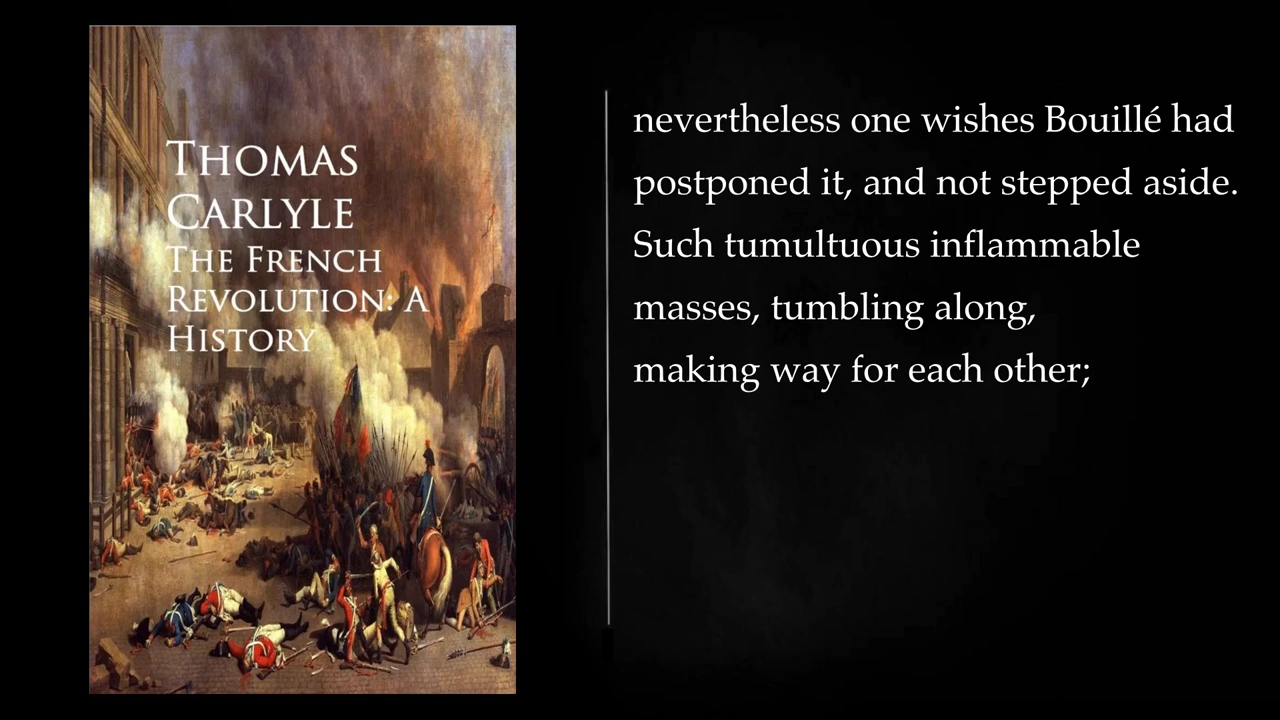 THOMAS
CARLYLE
THE FRENCH
REVOLUTION: A
HISTORY
nevertheless one wishes Bouillé had
postponed it, and not stepped aside.
Such tumultuous inflammable
masses, tumbling along,
making way for each other;